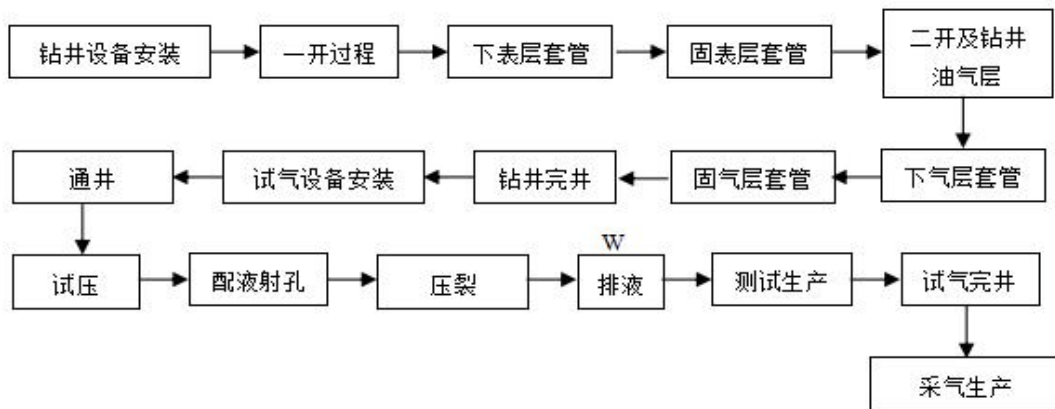 钻井设备安装
一开过程
下表层套管
固表层套管
二开及钻井
油气层
下气层套管
固气层套管
钻井完井
试气设备安装
通井
试压
配液射孔
压裂
W
排液
测试生产
试气完井
采气生产